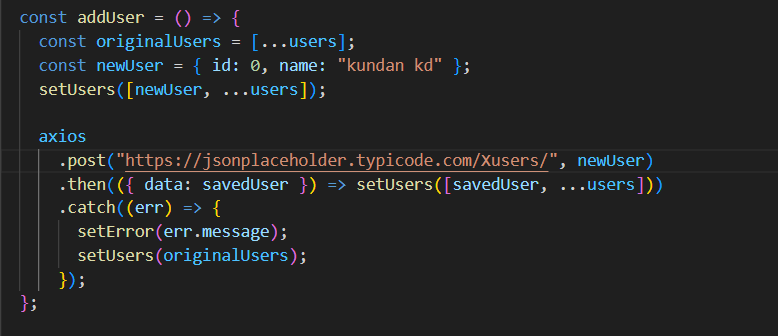 const addUser = () => {
const originalUsers = [...users];
const newUser = { id: 0, name: "kundan kd" };
setUsers([newUser, ...users]);
axios
.post("https://jsonplaceholder.typicode.com/Xusers/", newUser)
.then(({ data: savedUser }) => setUsers([savedUser, ...users]))
.catch((err) => {
setError(err.message);
setUsers(originalUsers);
});
};